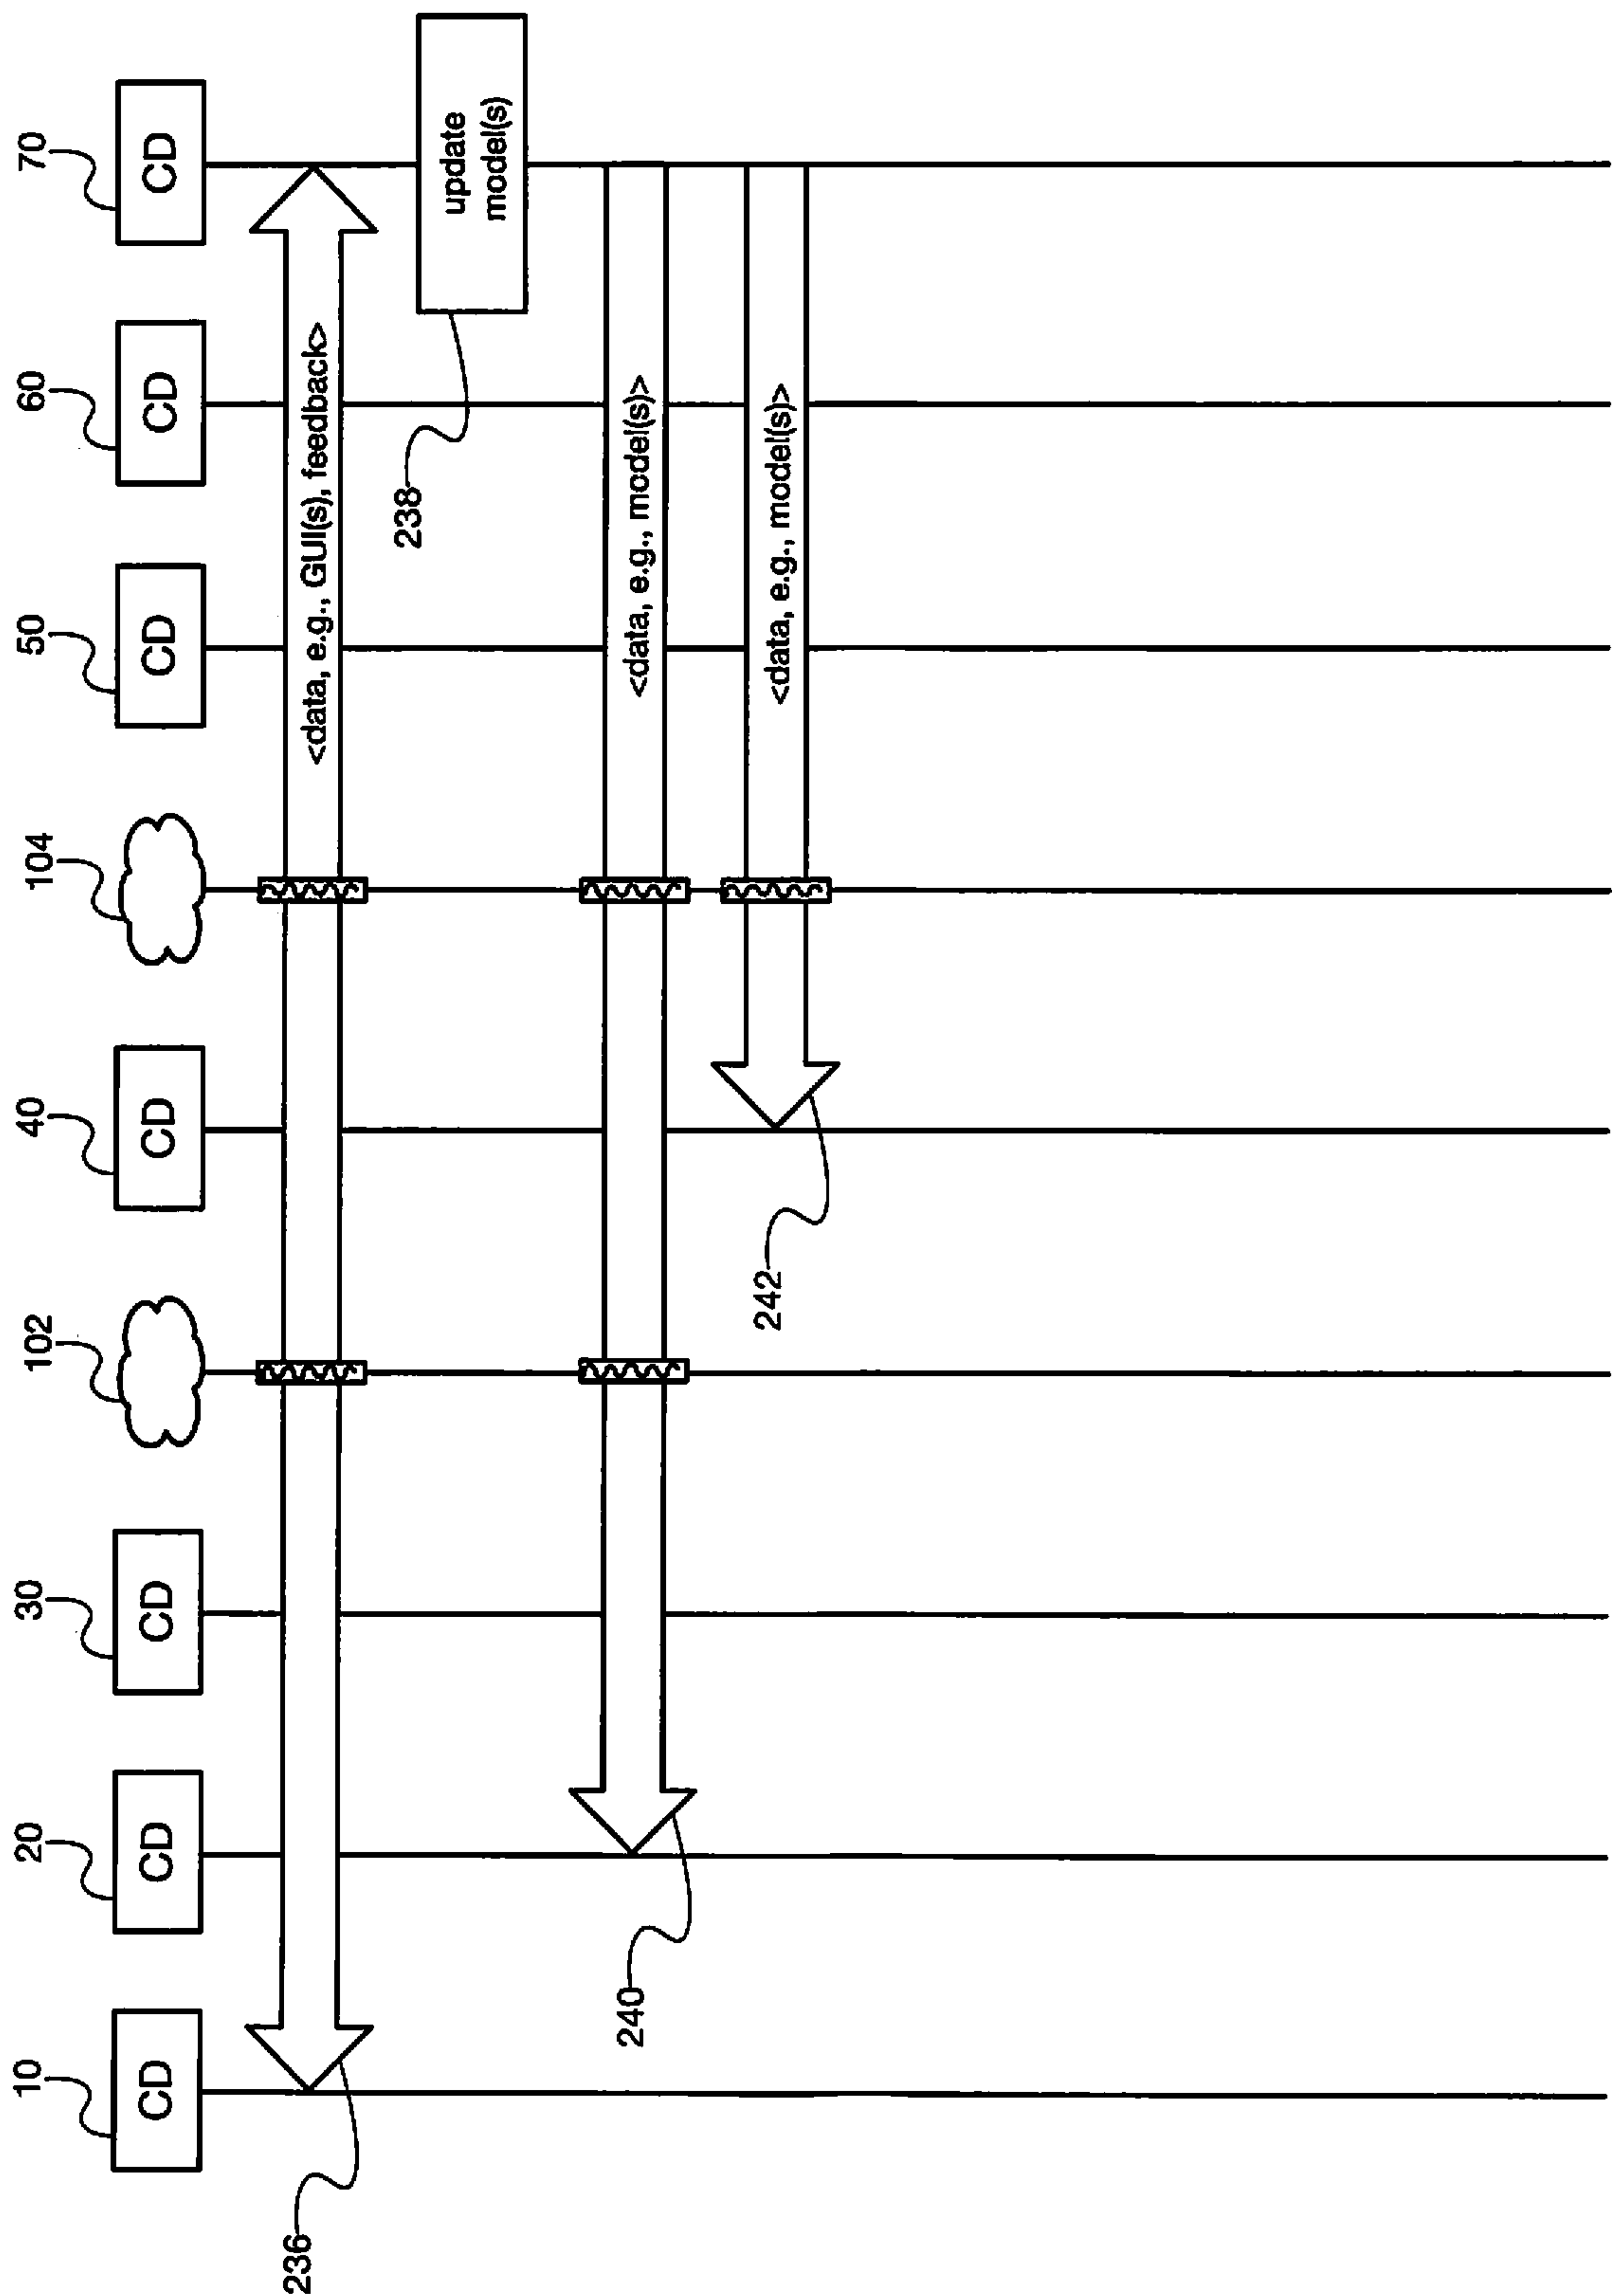 10
20
30
102
40
104
50
60
70
CD
CD
CD
CD
CD
CD
CD
<data, e.g., GUI(s), feedback>
236
update
model(s)
238
<data, e.g., model(s)>
240
<data, e.g., model(s)>
242